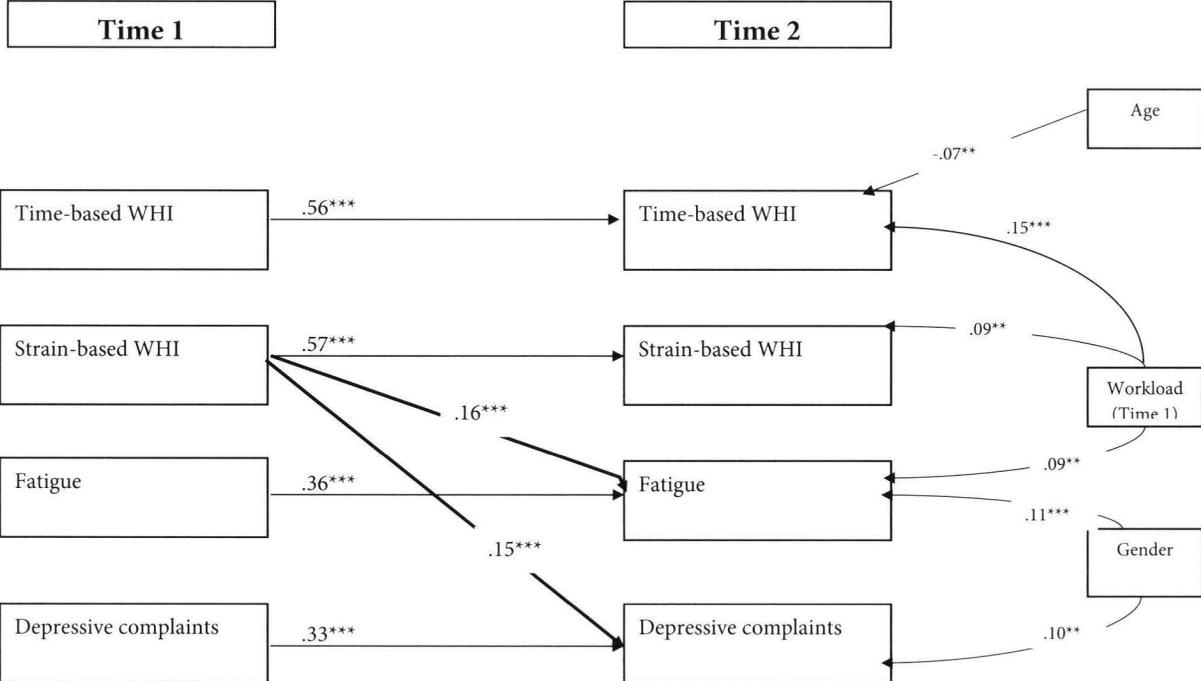 Time 1
Time 2
Age
-.07**
Time-based WHI
.56***
Time-based WHI
.15***
Strain-based WHI
.57***
Strain-based WHI
.09**
Workload
(Time 1)
.16***
Fatigue
.36***
Fatigue
.09**
.11***
Gender
.15***
Depressive complaints
.33***
Depressive complaints
.10**